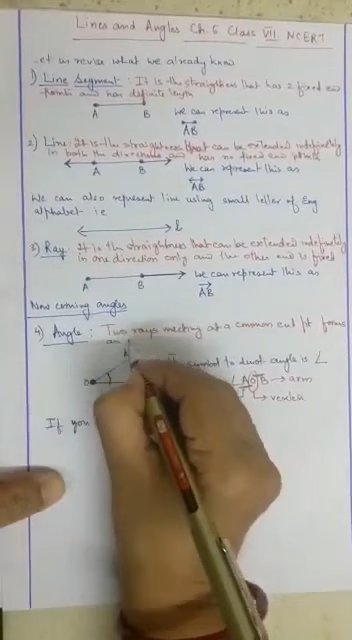 Lines and Angles Ch.5 Class VII NCERT
et us revise what we already know
1) Line Segment : It is the straightness that has 2 fixed end
points and has definite length
A B We can represent this as
AB
2) Line: It is the straightness that can be extended indefinitely
in both the directions and has no fixed end points
A B We can represent this as
AB
We can also represent line using small letter of Eng
alphabet - i.e
l
3) Ray: It is the straightness that can be extended indefinitely
in one direction only and the other end is fixed
A B We can represent this as
AB
Now coming angles
4) Angle : Two rays meeting at a common end pt forms
an
A symbol to denot angle is ∠
O ∠AOB → arm
↳ vertex
If you